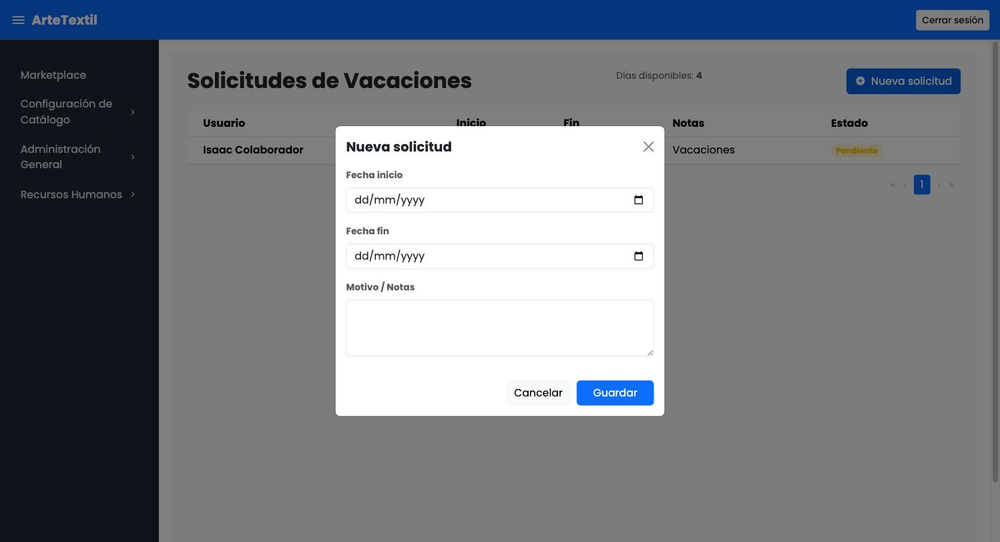 ArteTextil
Cerrar sesión
Marketplace
Configuración de
Catálogo
Administración
General
Recursos Humanos
Solicitudes de Vacaciones
Días disponibles: 4
Nueva solicitud
Usuario Inicio Fin Notas Estado
Isaac Colaborador Vacaciones Pendiente
« ‹ 1 › »
Nueva solicitud
Fecha inicio
dd/mm/yyyy
Fecha fin
dd/mm/yyyy
Motivo / Notas
Cancelar Guardar